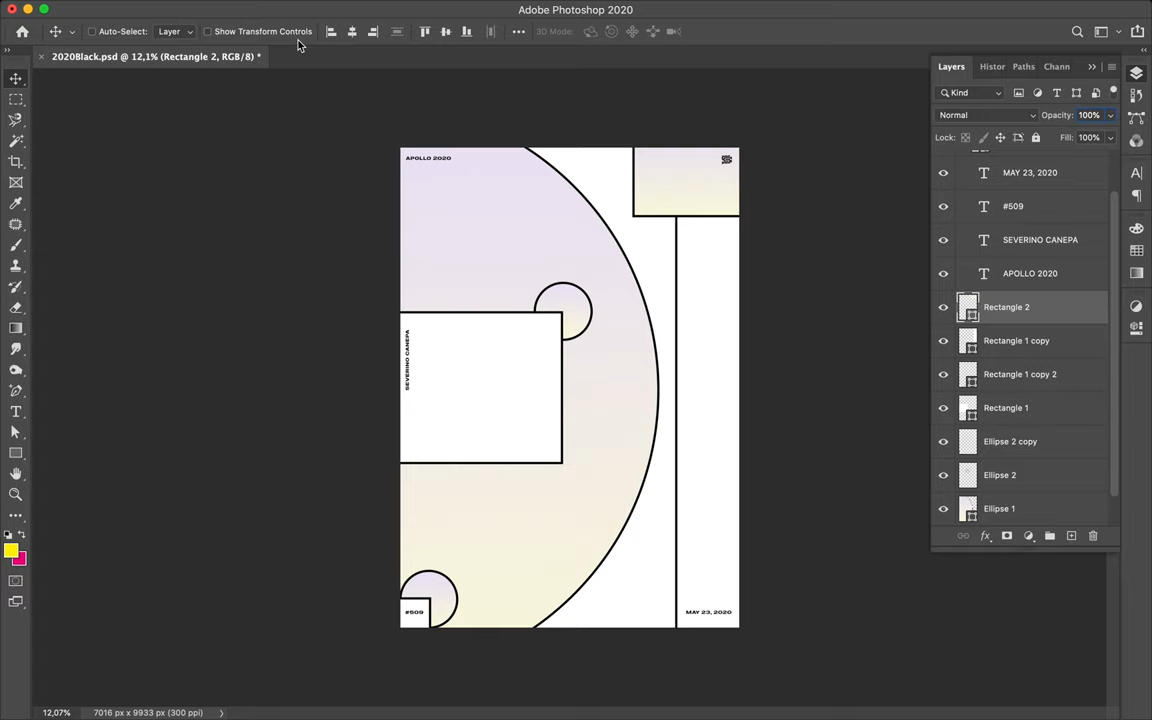 Adobe Photoshop 2020
Auto-Select:
Layer
Show Transform Controls
3D Mode:
2020Black.psd @ 12,1% (Rectangle 2, RGB/8) *
Layers
Histor
Paths
Chann
Kind
Normal
Opacity:
100%
Lock:
Fill:
100%
MAY 23, 2020
#509
SEVERINO CANEPA
APOLLO 2020
Rectangle 2
Rectangle 1 copy
Rectangle 1 copy 2
Rectangle 1
Ellipse 2 copy
Ellipse 2
Ellipse 1
fx
APOLLO 2020
SEVERINO CANEPA
#509
MAY 23, 2020
12,07%
7016 px x 9933 px (300 ppi)